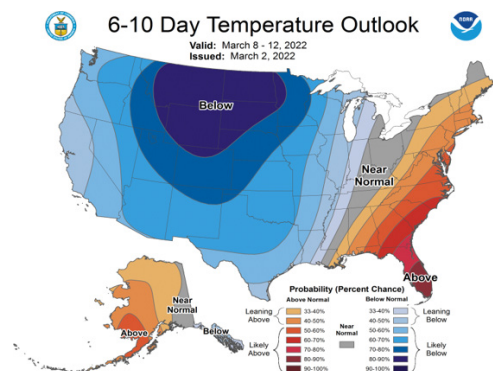 6-10 Day Temperature Outlook
NOAA
Valid: March 8 - 12, 2022
Issued: March 2, 2022
Below
Near
Normal
Above
Near
Normal
Above
Below
Probability (Percent Chance)
Above Normal
Below Normal
Leaning
Above
33-40%
40-50%
50-60%
Likely
Above
60-70%
70-80%
80-90%
90-100%
Near
Normal
33-40%
40-50%
50-60%
Leaning
Below
60-70%
70-80%
80-90%
90-100%
Likely
Below